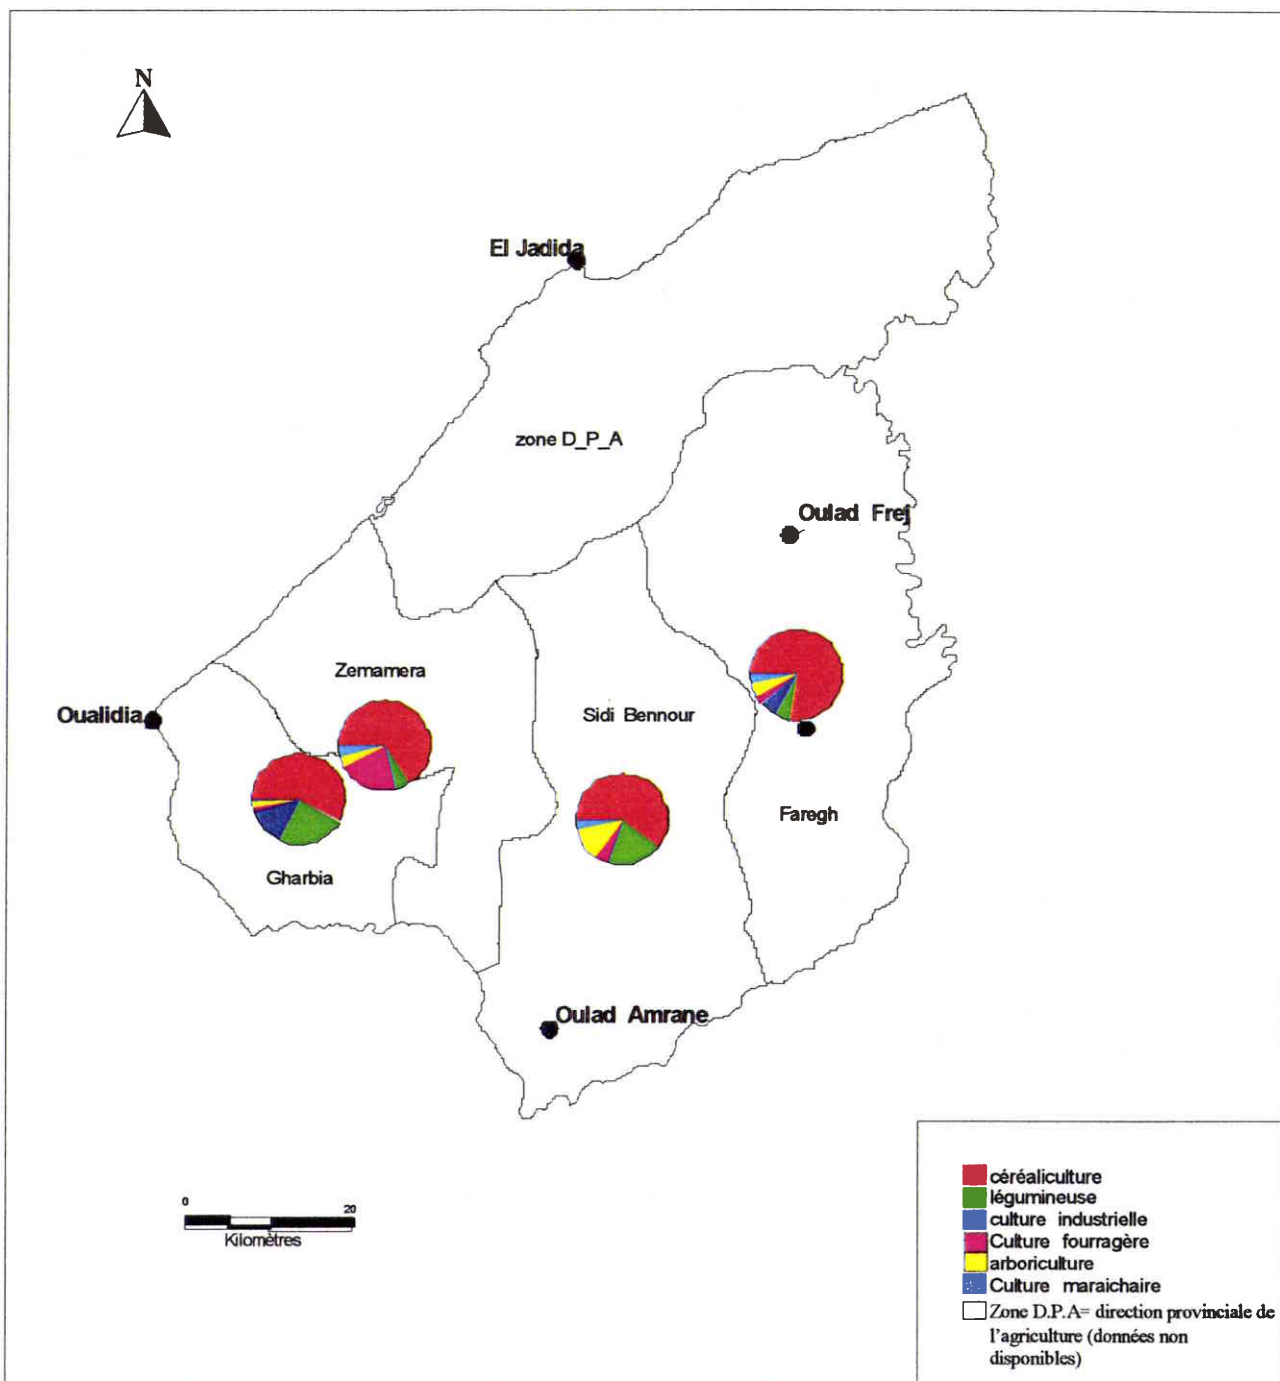 N
El Jadida
zone D_P_A
Oulad Frej
Zemamera
Oualidia
Sidi Bennour
Faregh
Gharbia
Oulad Amrane
0 20
Kilomètres
céréaliculture
légumineuse
culture industrielle
Culture fourragère
arboriculture
Culture maraichaire
Zone D.P.A= direction provinciale de
l'agriculture (données non
disponibles)